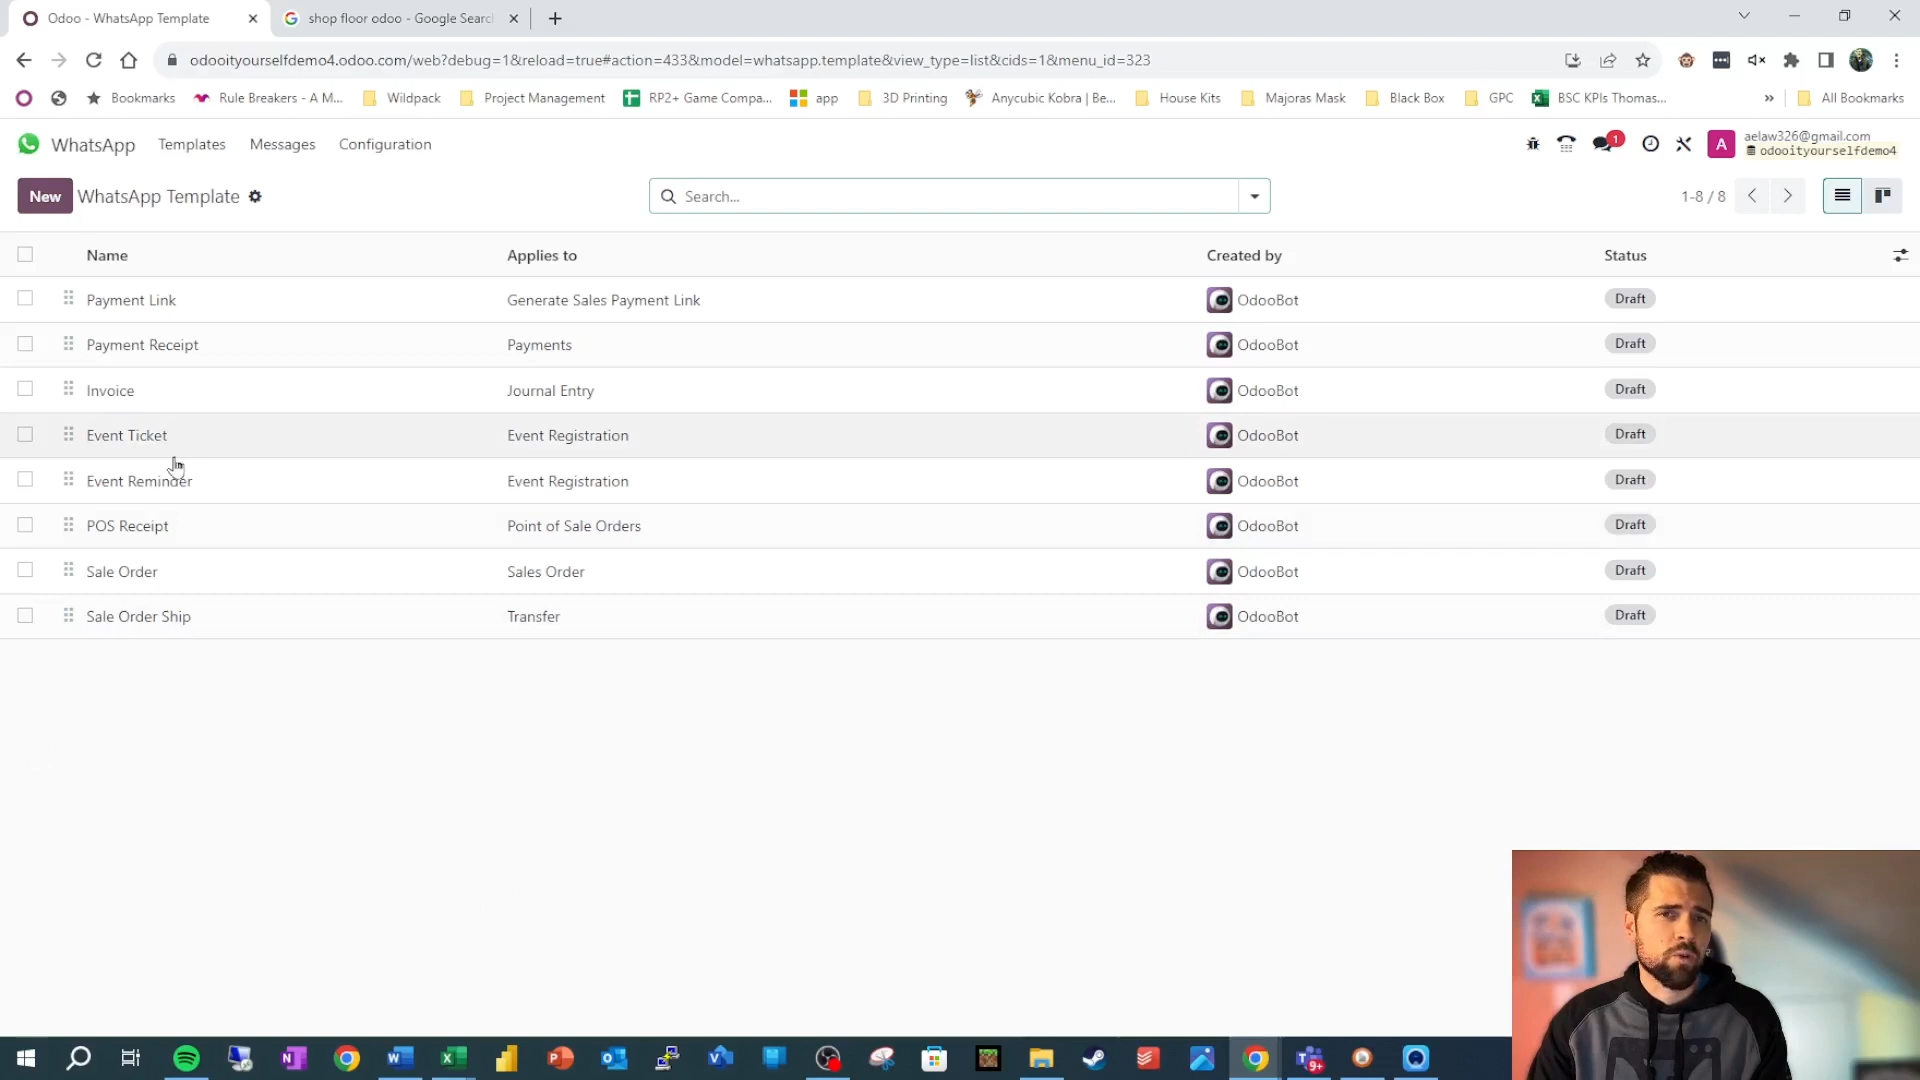 Odoo - WhatsApp Template
shop floor odoo - Google Searc
odooityourselfdemo4.odoo.com/web?debug=1&reload=true#action=433&model=whatsapp.template&view_type=list&cids=1&menu_id=323
Bookmarks
Rule Breakers - A M...
Wildpack
Project Management
RP2+ Game Compa...
app
3D Printing
Anycubic Kobra | Be...
House Kits
Majoras Mask
Black Box
GPC
BSC KPIs Thomas...
»
All Bookmarks
WhatsApp
Templates
Messages
Configuration
1
A
aelaw326@gmail.com
odooityourselfdemo4
New
WhatsApp Template
Search...
1-8 / 8
Name Applies to Created by Status
Payment Link Generate Sales Payment Link OdooBot Draft
Payment Receipt Payments OdooBot Draft
Invoice Journal Entry OdooBot Draft
Event Ticket Event Registration OdooBot Draft
Event Reminder Event Registration OdooBot Draft
POS Receipt Point of Sale Orders OdooBot Draft
Sale Order Sales Order OdooBot Draft
Sale Order Ship Transfer OdooBot Draft
9+